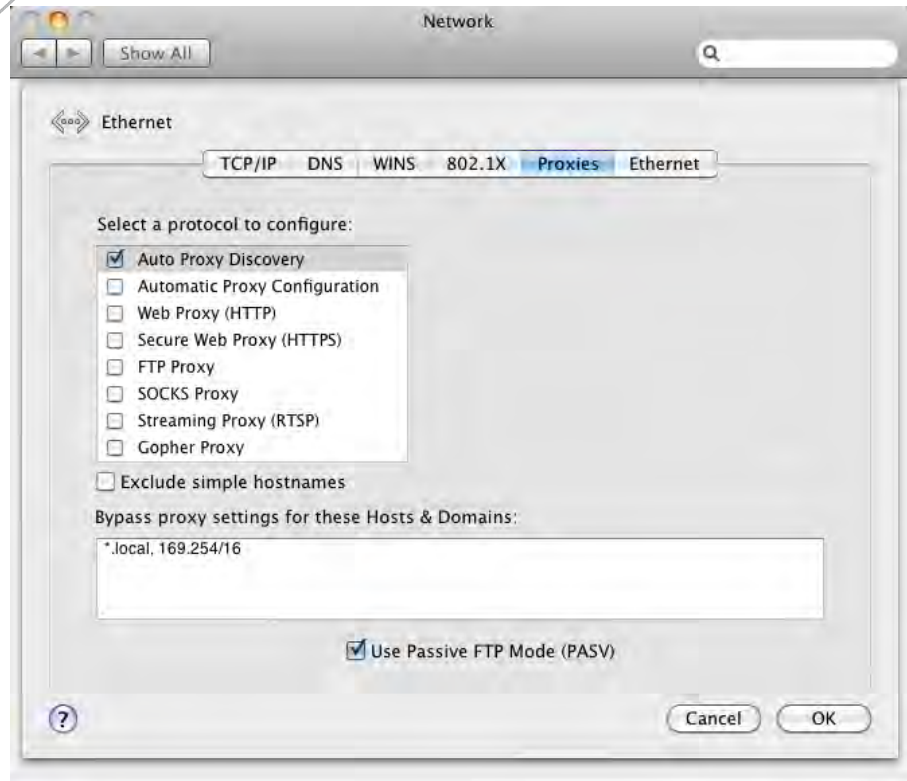 Network
Show All
Ethernet
TCP/IP DNS WINS 802.1X Proxies Ethernet
Select a protocol to configure:
Auto Proxy Discovery
Automatic Proxy Configuration
Web Proxy (HTTP)
Secure Web Proxy (HTTPS)
FTP Proxy
SOCKS Proxy
Streaming Proxy (RTSP)
Gopher Proxy
Exclude simple hostnames
Bypass proxy settings for these Hosts & Domains:
*.local, 169.254/16
Use Passive FTP Mode (PASV)
? Cancel OK